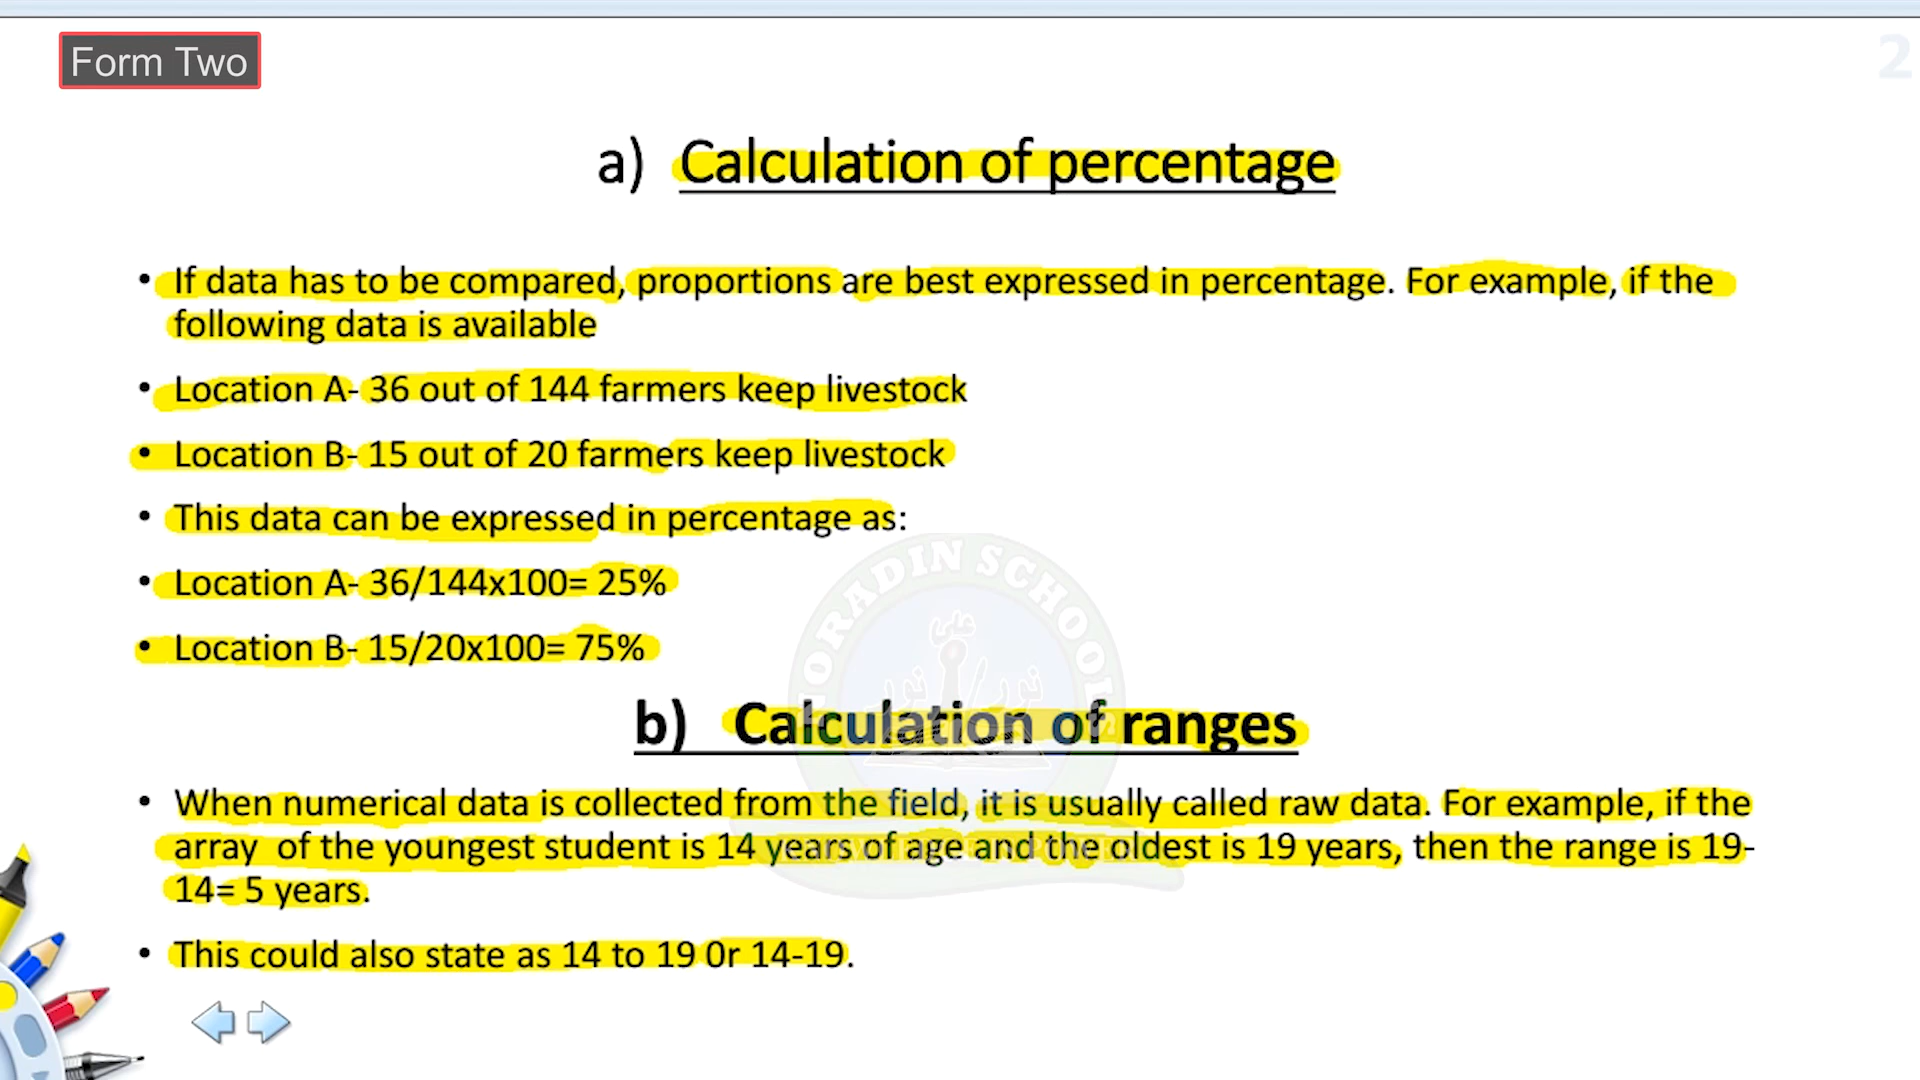 Form Two
2
a) Calculation of percentage
• If data has to be compared, proportions are best expressed in percentage. For example, if the
following data is available
• Location A- 36 out of 144 farmers keep livestock
• Location B- 15 out of 20 farmers keep livestock
• This data can be expressed in percentage as:
• Location A- 36/144x100= 25%
• Location B- 15/20x100= 75%
b) Calculation of ranges
• When numerical data is collected from the field, it is usually called raw data. For example, if the
array of the youngest student is 14 years of age and the oldest is 19 years, then the range is 19-
14= 5 years.
• This could also state as 14 to 19 0r 14-19.